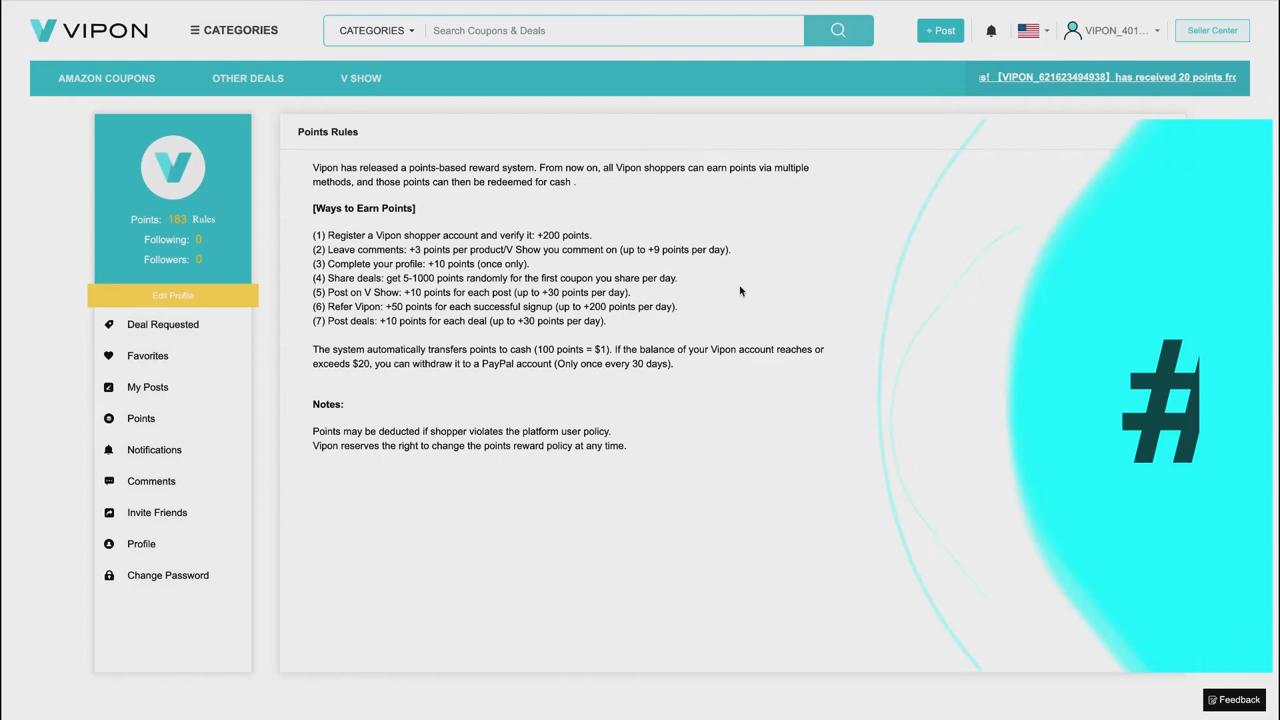 VIPON
CATEGORIES
CATEGORIES
Search Coupons & Deals
+ Post
VIPON_401...
Seller Center
AMAZON COUPONS
OTHER DEALS
V SHOW
s! 【VIPON_621623494938】has received 20 points fro
Points: 183 Rules
Following: 0
Followers: 0
Edit Profile
Deal Requested
Favorites
My Posts
Points
Notifications
Comments
Invite Friends
Profile
Change Password
Points Rules
Vipon has released a points-based reward system. From now on, all Vipon shoppers can earn points via multiple
methods, and those points can then be redeemed for cash .
[Ways to Earn Points]
(1) Register a Vipon shopper account and verify it: +200 points.
(2) Leave comments: +3 points per product/V Show you comment on (up to +9 points per day).
(3) Complete your profile: +10 points (once only).
(4) Share deals: get 5-1000 points randomly for the first coupon you share per day.
(5) Post on V Show: +10 points for each post (up to +30 points per day).
(6) Refer Vipon: +50 points for each successful signup (up to +200 points per day).
(7) Post deals: +10 points for each deal (up to +30 points per day).
The system automatically transfers points to cash (100 points = $1). If the balance of your Vipon account reaches or
exceeds $20, you can withdraw it to a PayPal account (Only once every 30 days).
Notes:
Points may be deducted if shopper violates the platform user policy.
Vipon reserves the right to change the points reward policy at any time.
#
Feedback